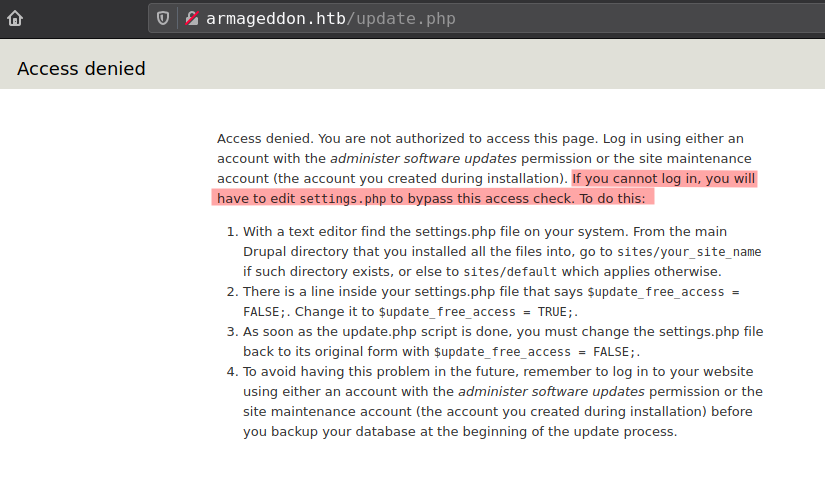 armageddon.htb/update.php
Access denied
Access denied. You are not authorized to access this page. Log in using either an
account with the administer software updates permission or the site maintenance
account (the account you created during installation). If you cannot log in, you will
have to edit settings.php to bypass this access check. To do this:
1. With a text editor find the settings.php file on your system. From the main
Drupal directory that you installed all the files into, go to sites/your_site_name
if such directory exists, or else to sites/default which applies otherwise.
2. There is a line inside your settings.php file that says $update_free_access =
FALSE;. Change it to $update_free_access = TRUE;.
3. As soon as the update.php script is done, you must change the settings.php file
back to its original form with $update_free_access = FALSE;.
4. To avoid having this problem in the future, remember to log in to your website
using either an account with the administer software updates permission or the
site maintenance account (the account you created during installation) before
you backup your database at the beginning of the update process.